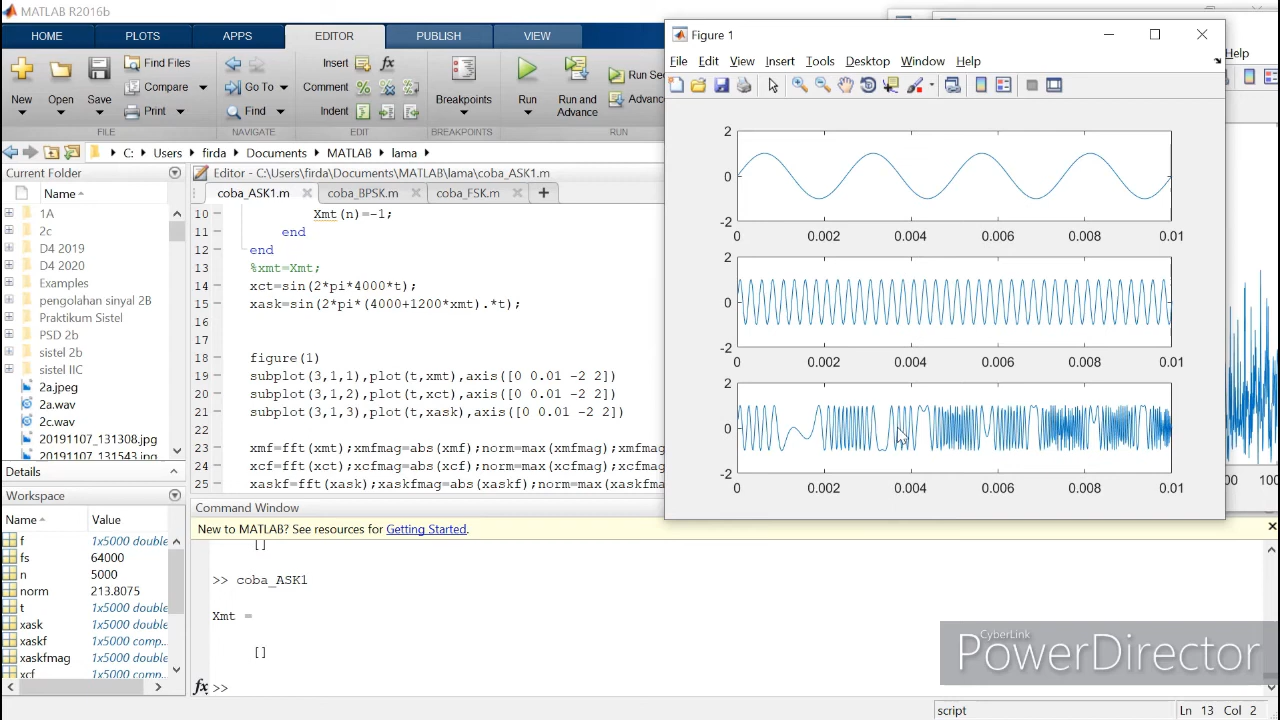 MATLAB R2016b
HOME PLOTS APPS EDITOR PUBLISH VIEW
New
Open
Save
Find Files
Compare
Print
Go To
Find
Insert
Comment
Indent
Breakpoints
Run
Run and
Advance
Run Sec
Advanc
FILE NAVIGATE EDIT BREAKPOINTS RUN
C: Users firda Documents MATLAB lama
Current Folder
Name
1A
2c
D4 2019
D4 2020
Examples
pengolahan sinyal 2B
Praktikum Sistel
PSD 2b
sistel 2b
sistel IIC
2a.jpeg
2a.wav
2c.wav
20191107_131308.jpg
20191107_131543.jpg
Details
Workspace
Name Value
f 1x5000 double
fs 64000
n 5000
norm 213.8075
t 1x5000 double
xask 1x5000 double
xaskf 1x5000 comp...
xaskfmag 1x5000 double
xcf 1x5000 comp...
Editor - C:\Users\firda\Documents\MATLAB\lama\coba_ASK1.m
coba_ASK1.m coba_BPSK.m coba_FSK.m
10 Xmt(n)=-1;
11 end
12 end
13 %xmt=Xmt;
14 xct=sin(2*pi*4000*t);
15 xask=sin(2*pi*(4000+1200*xmt).*t);
16
17
18 figure(1)
19 subplot(3,1,1),plot(t,xmt),axis([0 0.01 -2 2])
20 subplot(3,1,2),plot(t,xct),axis([0 0.01 -2 2])
21 subplot(3,1,3),plot(t,xask),axis([0 0.01 -2 2])
22
23 xmf=fft(xmt);xmfmag=abs(xmf);norm=max(xmfmag);xmfma
24 xcf=fft(xct);xcfmag=abs(xcf);norm=max(xcfmag);xcfma
25 xaskf=fft(xask);xaskfmag=abs(xaskf);norm=max(xaskfm
Command Window
New to MATLAB? See resources for Getting Started.
[]
>> coba_ASK1
Xmt =
[]
fx >>
Figure 1
File Edit View Insert Tools Desktop Window Help
2
0
-2
0 0.002 0.004 0.006 0.008 0.01
2
0
-2
0 0.002 0.004 0.006 0.008 0.01
2
0
-2
0 0.002 0.004 0.006 0.008 0.01
Help
00 100
CyberLink
PowerDirector
script Ln 13 Col 2